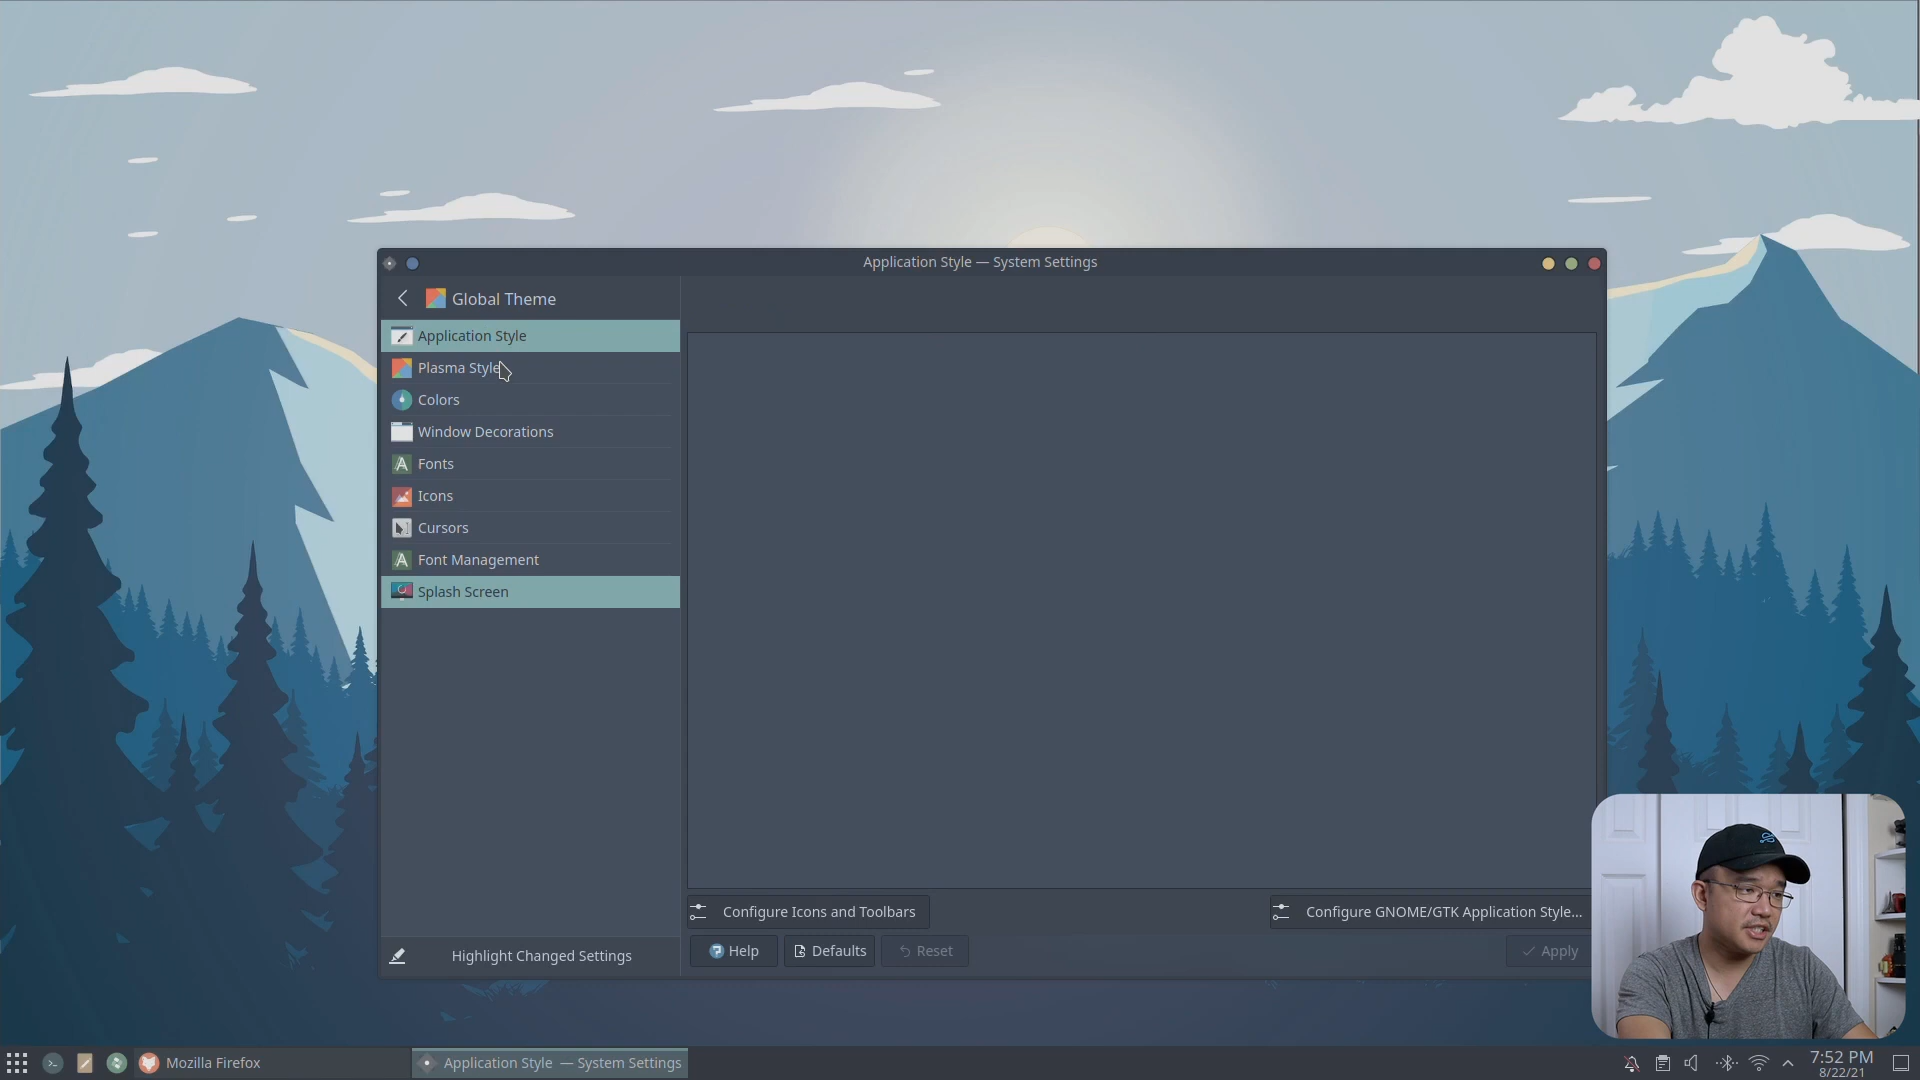 Application Style — System Settings
Global Theme
Application Style
Plasma Style
Colors
Window Decorations
Fonts
Icons
Cursors
Font Management
Splash Screen
Configure Icons and Toolbars
Configure GNOME/GTK Application Style...
Highlight Changed Settings
Help
Defaults
Reset
Apply
Mozilla Firefox
Application Style — System Settings
7:52 PM
8/22/21